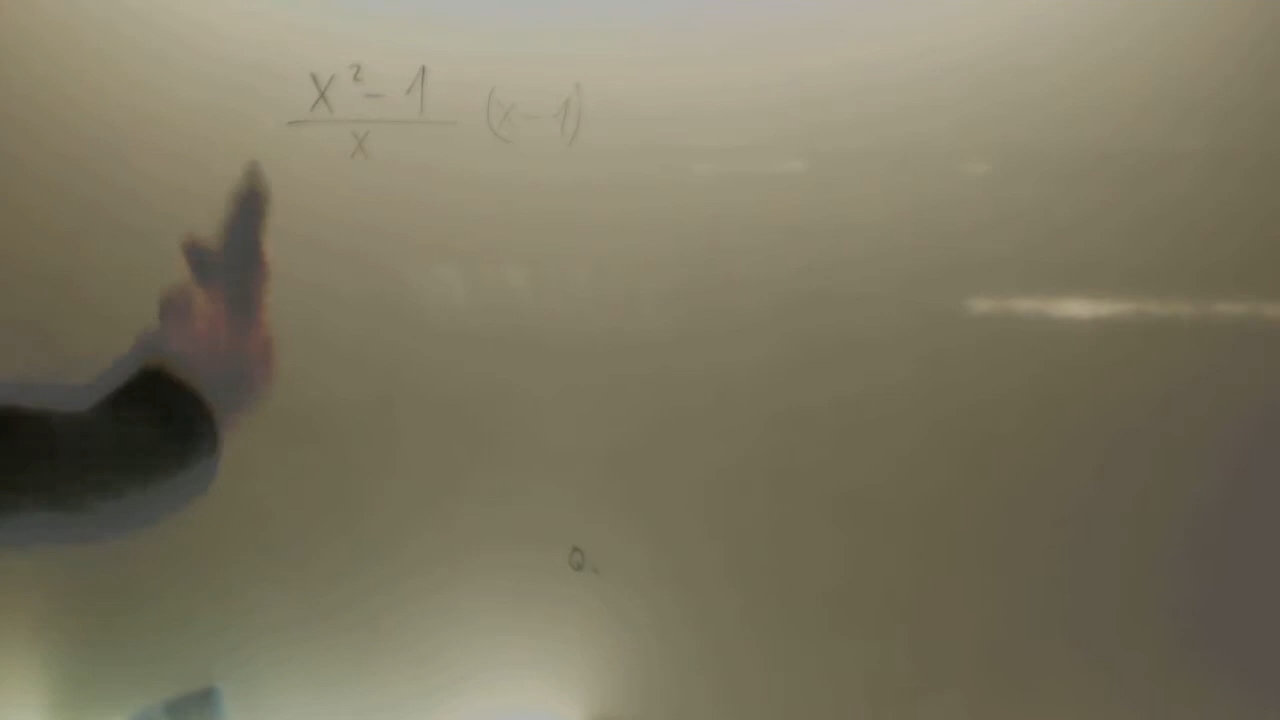 x² - 1 (x - 1)
x
Q.